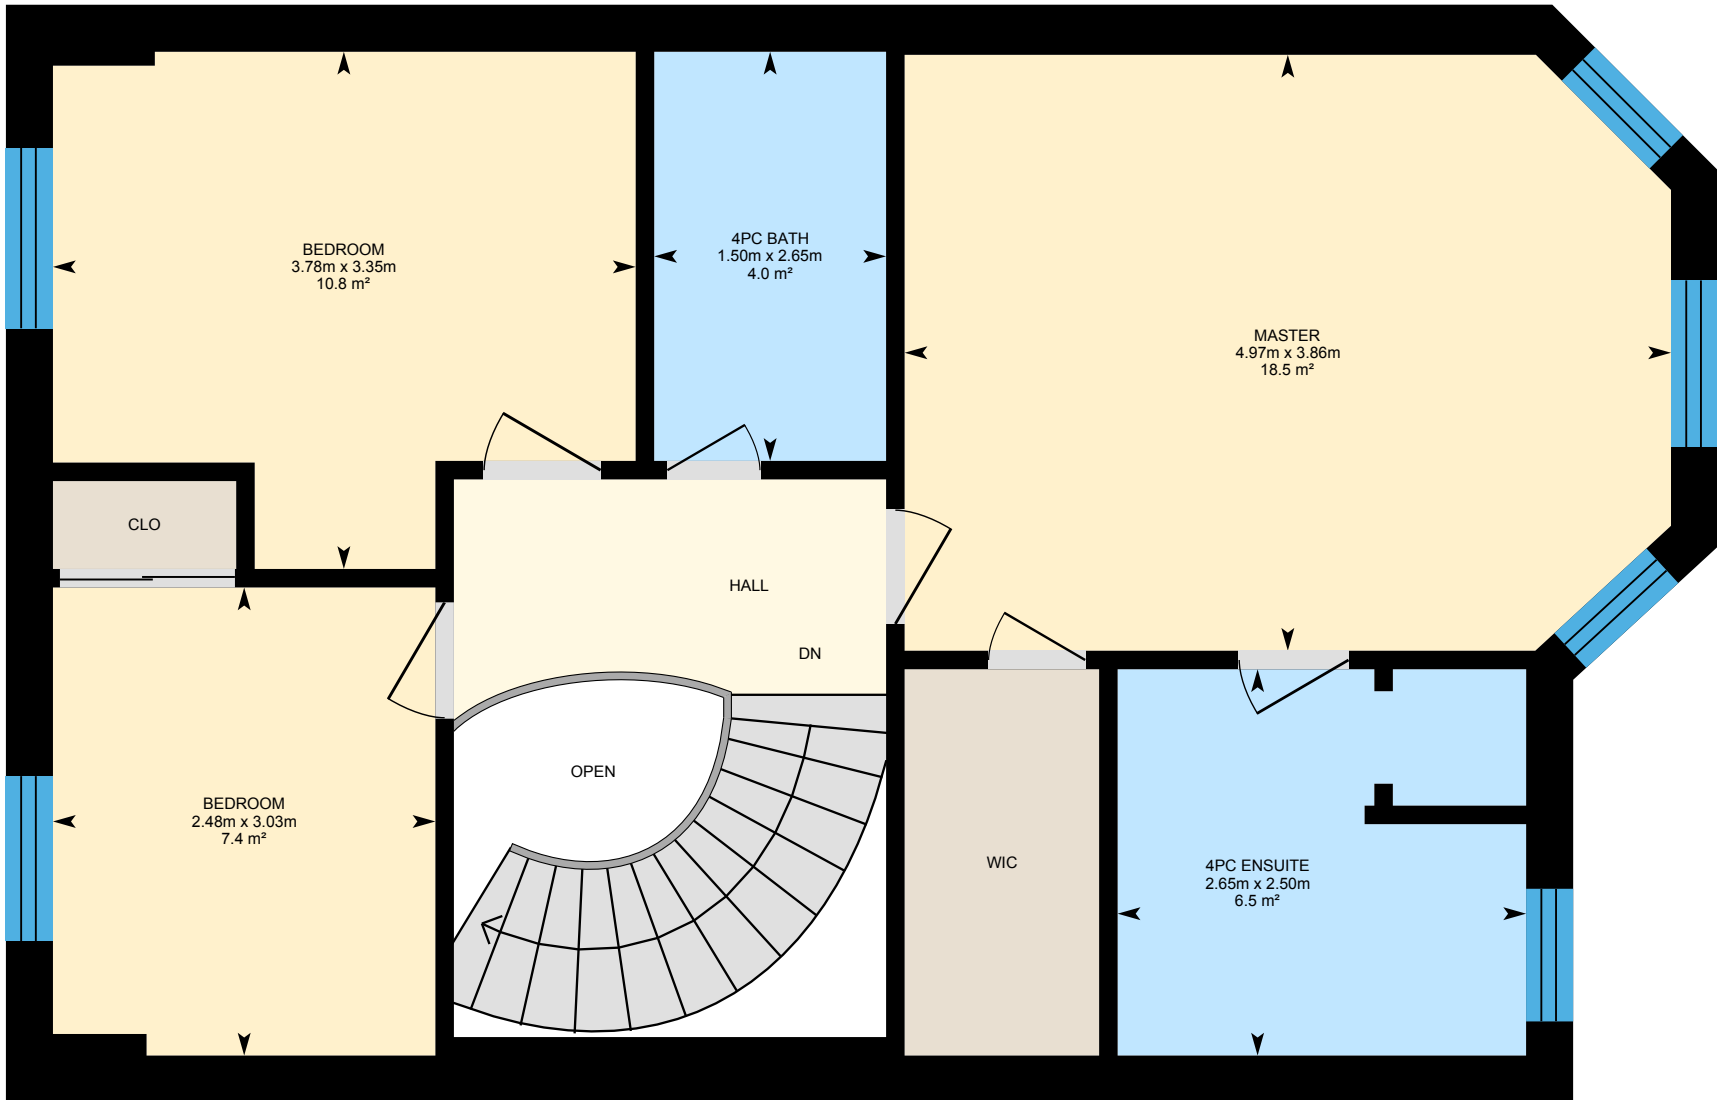 BEDROOM
3.78m x 3.35m
10.8 m²
4PC BATH
1.50m x 2.65m
4.0 m²
MASTER
4.97m x 3.86m
18.5 m²
CLO
HALL
DN
OPEN
BEDROOM
2.48m x 3.03m
7.4 m²
WIC
4PC ENSUITE
2.65m x 2.50m
6.5 m²